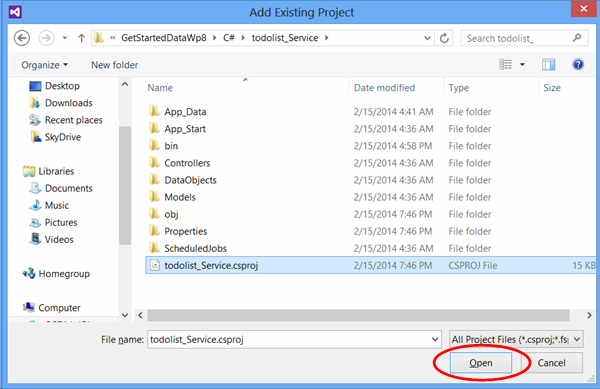 Add Existing Project
« GetStartedDataWp8 › C# › todolist_Service ›
Search todolist_
Organize
New folder
Name
Date modified
Type
Size
Desktop
Downloads
Recent places
SkyDrive
Libraries
Documents
Music
Pictures
Videos
Homegroup
Computer
App_Data 2/15/2014 4:41 AM File folder
App_Start 2/15/2014 4:36 AM File folder
bin 2/15/2014 4:58 PM File folder
Controllers 2/15/2014 4:36 AM File folder
DataObjects 2/15/2014 4:36 AM File folder
Models 2/15/2014 4:36 AM File folder
obj 2/15/2014 7:46 PM File folder
Properties 2/15/2014 7:46 PM File folder
ScheduledJobs 2/15/2014 4:36 AM File folder
todolist_Service.csproj 2/15/2014 7:46 PM CSPROJ File 15 KB
File name: todolist_Service.csproj
All Project Files (*.csproj;*.fsp
Open
Cancel